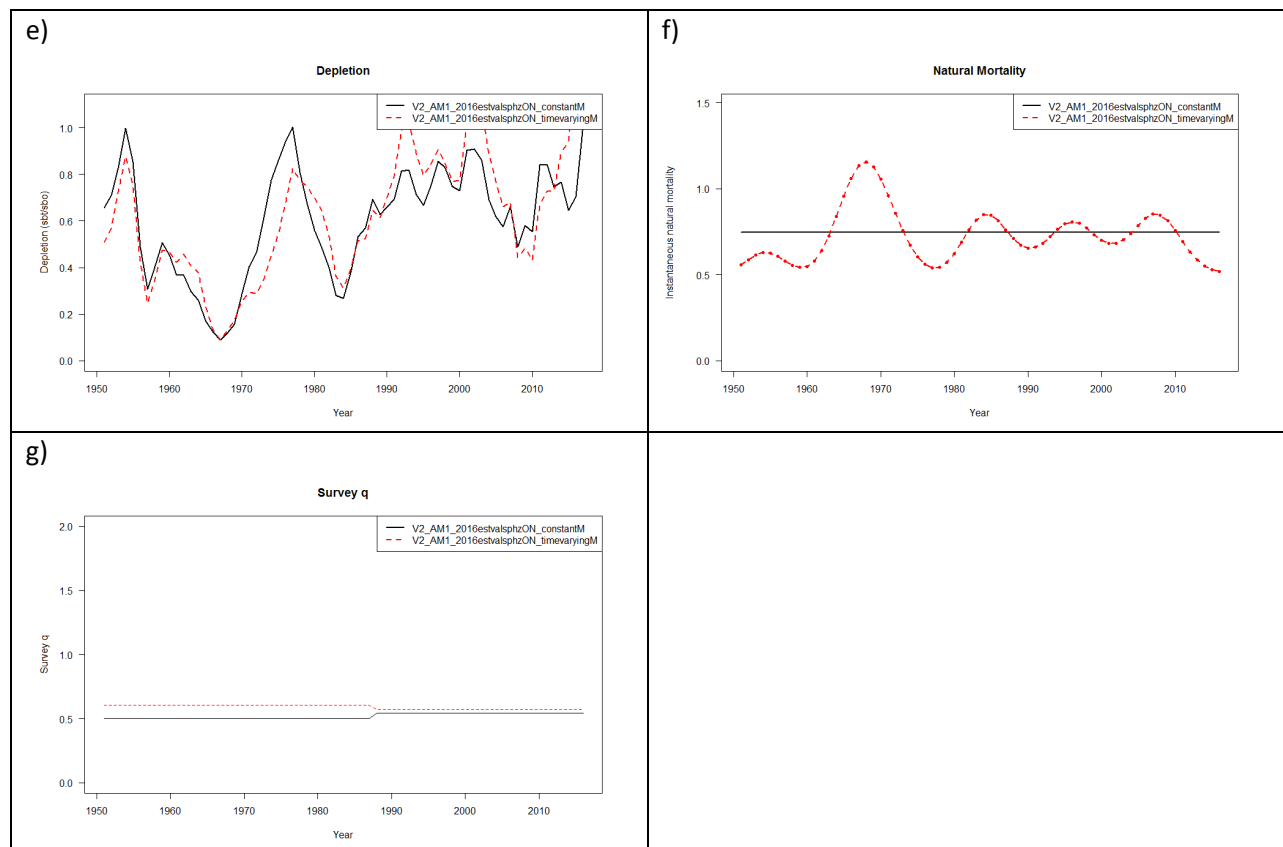 e)
Depletion
V2_AM1_2016estvalsphzON_constantM
V2_AM1_2016estvalsphzON_timevaryingM
Depletion (sbt/sbo)
1.0
0.8
0.6
0.4
0.2
0.0
1950 1960 1970 1980 1990 2000 2010
Year
f)
Natural Mortality
V2_AM1_2016estvalsphzON_constantM
V2_AM1_2016estvalsphzON_timevaryingM
Instantaneous natural mortality
1.5
1.0
0.5
0.0
1950 1960 1970 1980 1990 2000 2010
Year
g)
Survey q
V2_AM1_2016estvalsphzON_constantM
V2_AM1_2016estvalsphzON_timevaryingM
Survey q
2.0
1.5
1.0
0.5
0.0
1950 1960 1970 1980 1990 2000 2010
Year